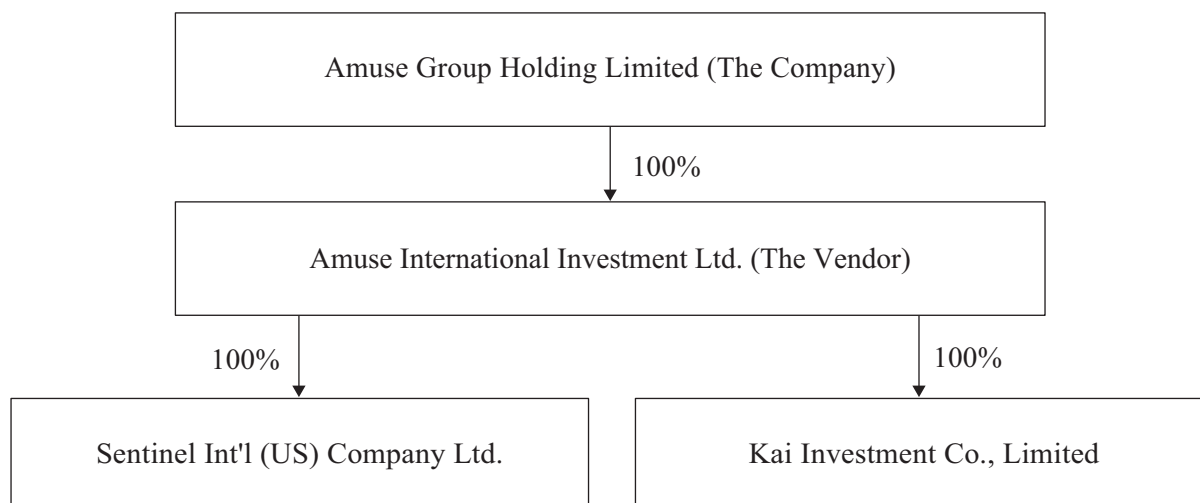 Amuse Group Holding Limited (The Company)
100%
Amuse International Investment Ltd. (The Vendor)
100%
100%
Sentinel Int'l (US) Company Ltd.
Kai Investment Co., Limited